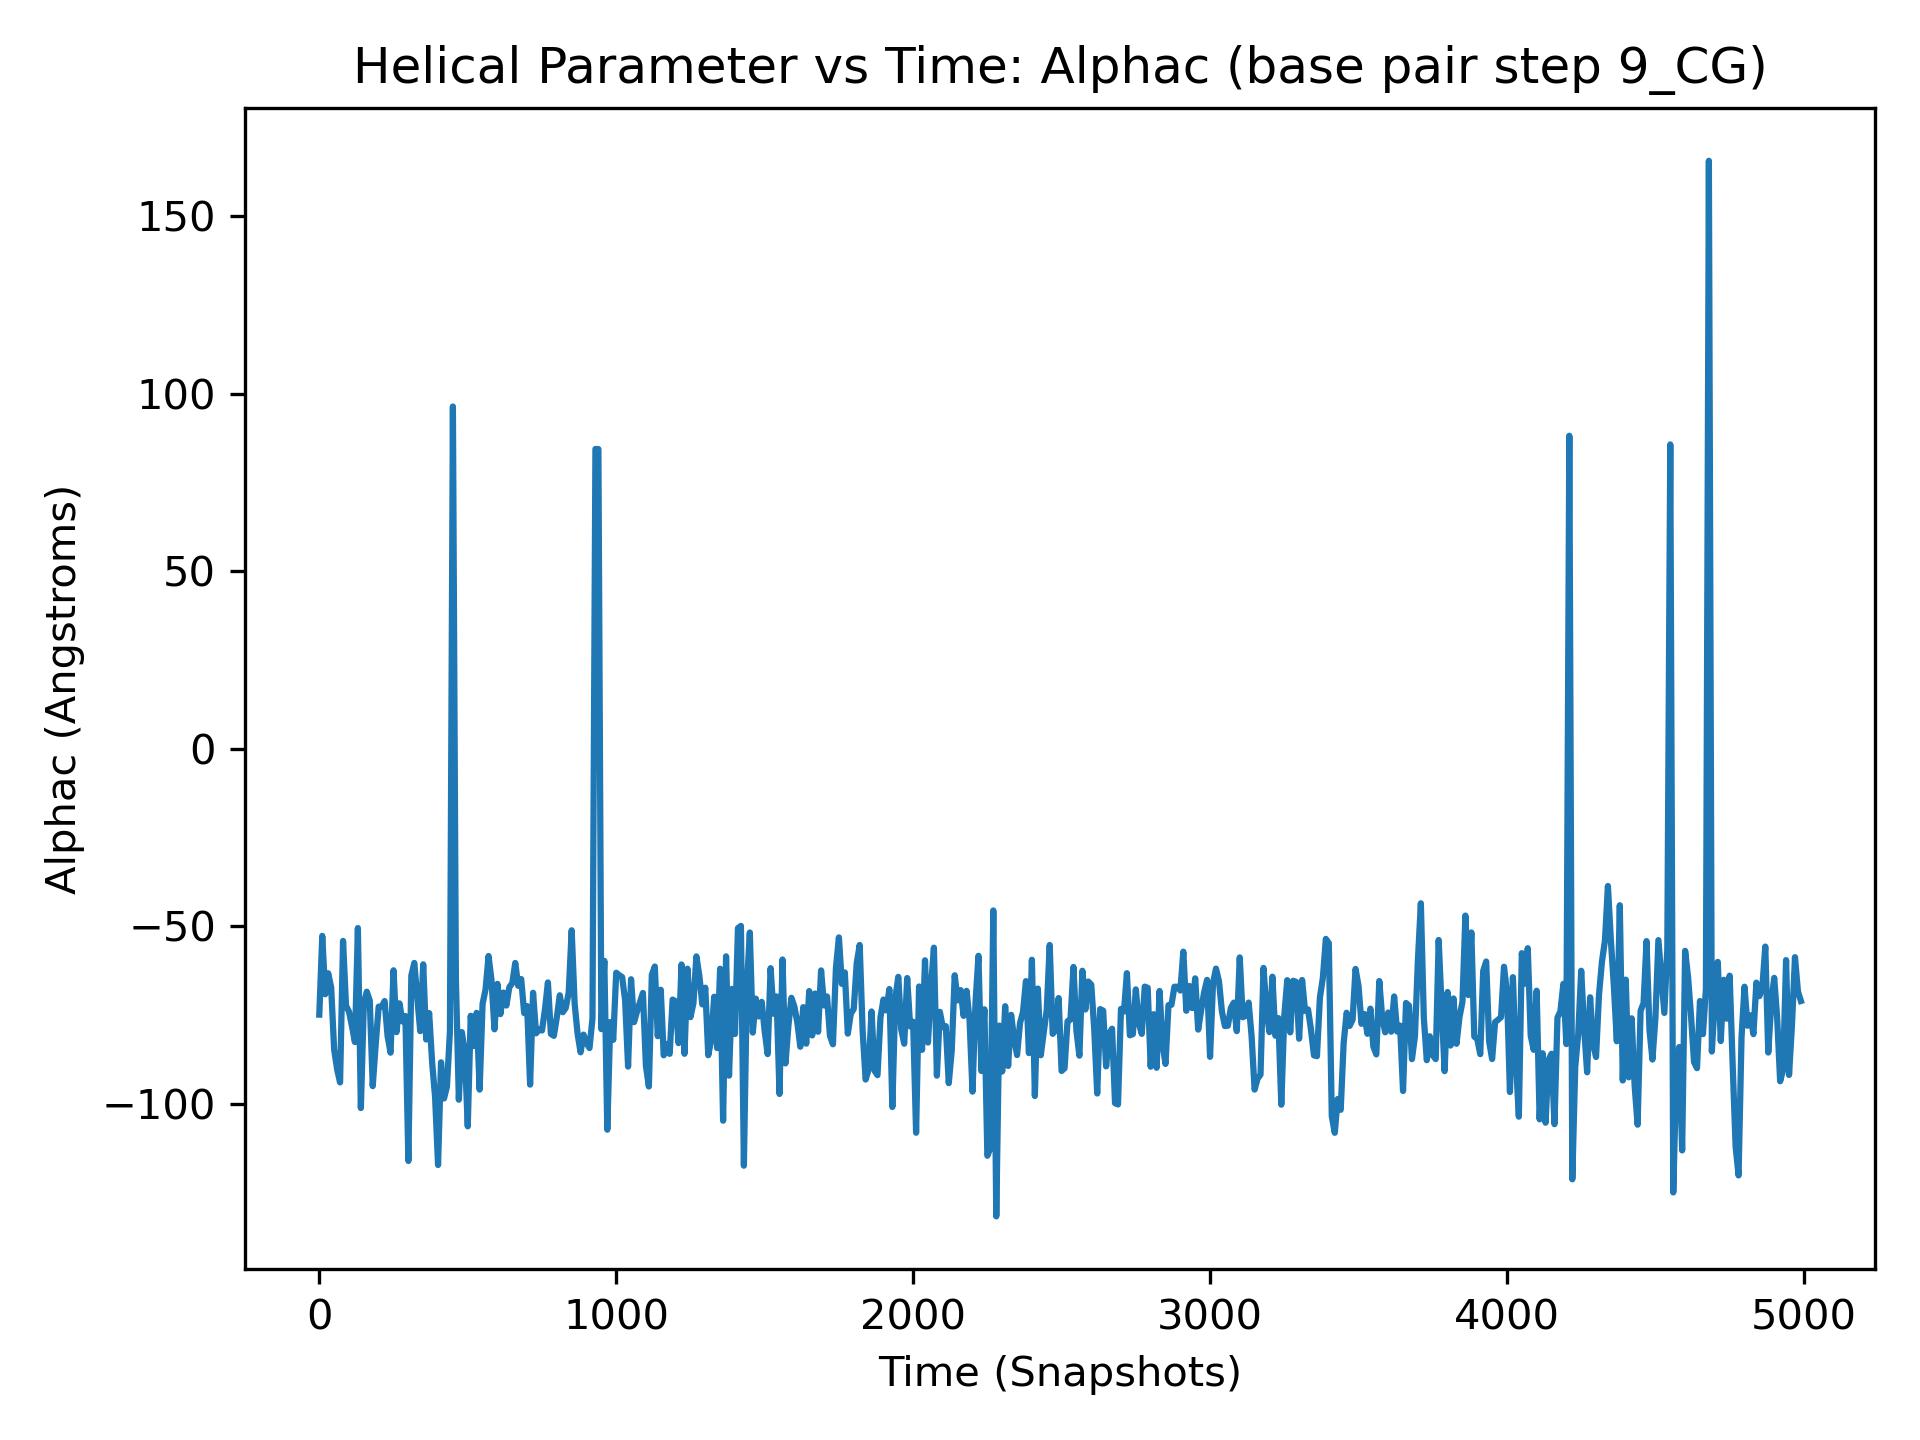 Helical Parameter vs Time: Alphac (base pair step 9_CG)
150
100
50
0
−50
−100
Alphac (Angstroms)
0 1000 2000 3000 4000 5000
Time (Snapshots)